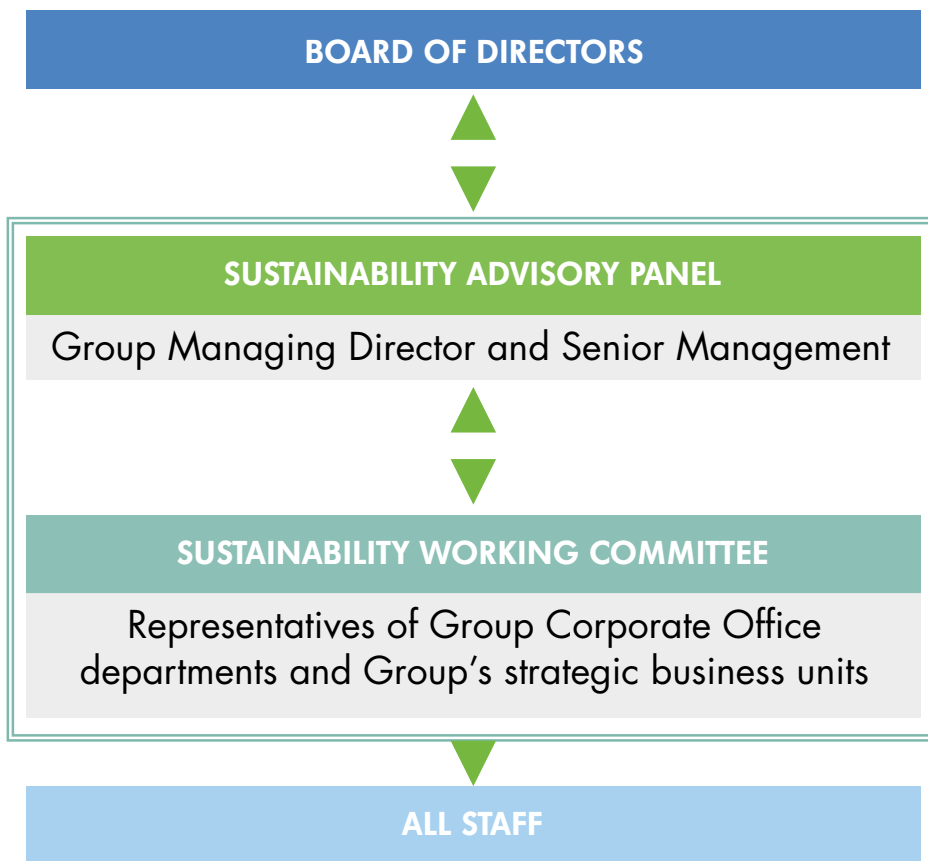 BOARD OF DIRECTORS
SUSTAINABILITY ADVISORY PANEL
Group Managing Director and Senior Management
SUSTAINABILITY WORKING COMMITTEE
Representatives of Group Corporate Office
departments and Group’s strategic business units
ALL STAFF